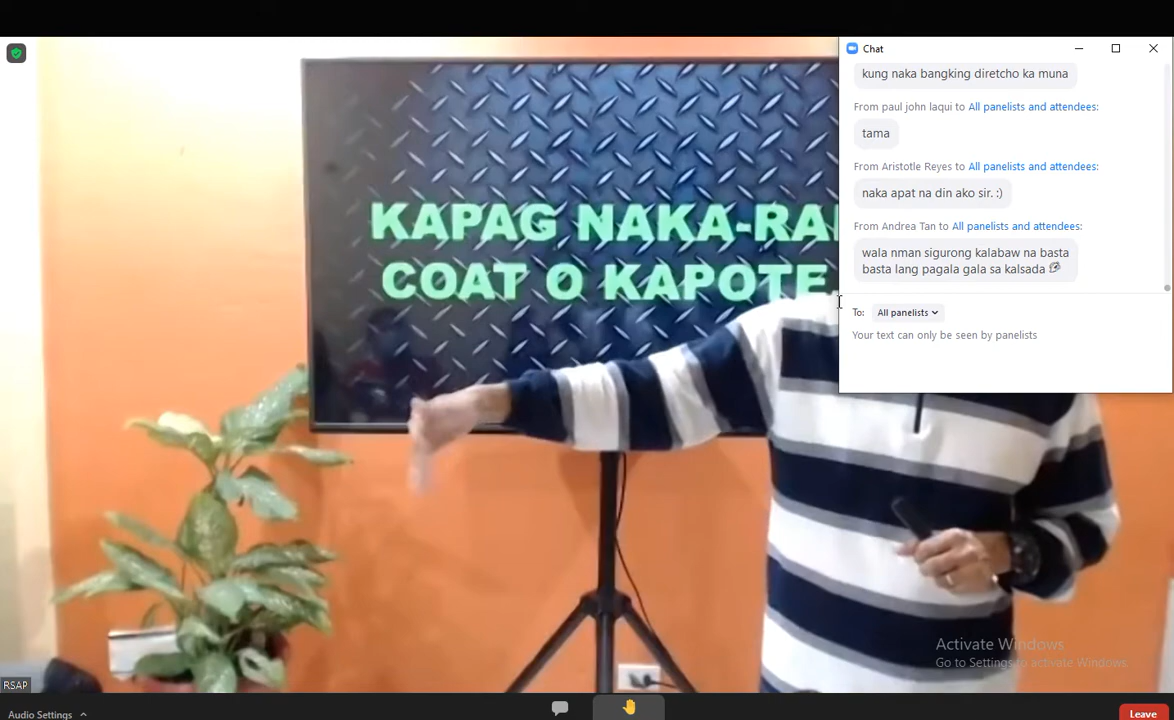 Chat
kung naka bangking diretcho ka muna
From paul john laqui to All panelists and attendees:
tama
From Aristotle Reyes to All panelists and attendees:
naka apat na din ako sir. :)
From Andrea Tan to All panelists and attendees:
wala nman sigurong kalabaw na basta
basta lang pagala gala sa kalsada
To: All panelists
Your text can only be seen by panelists
KAPAG NAKA-RA
COAT O KAPOTE
Activate Windows
Go to Settings to activate Windows.
RSAP
Audio Settings
Leave